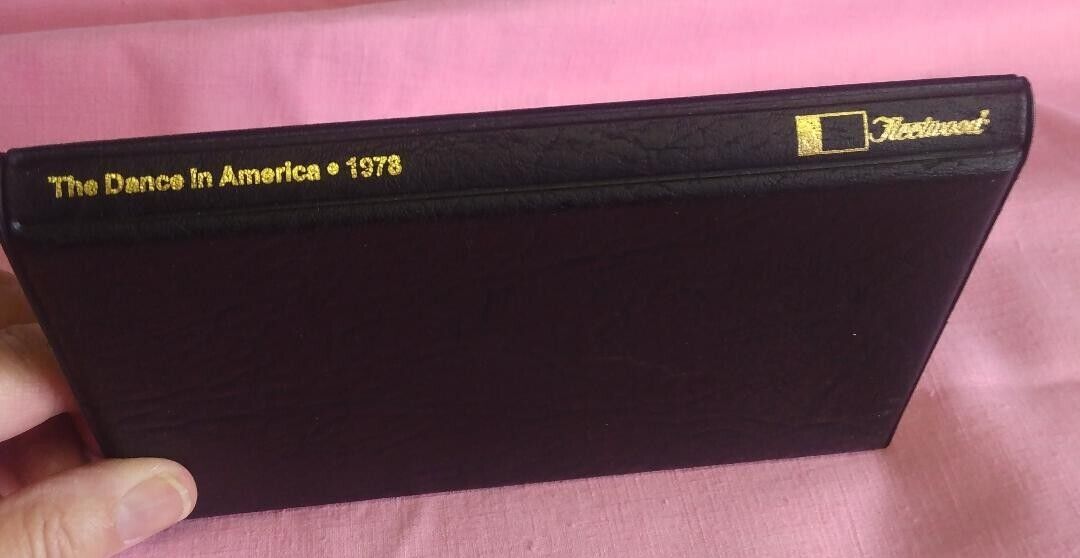 The Dance In America • 1978
Fleetwood